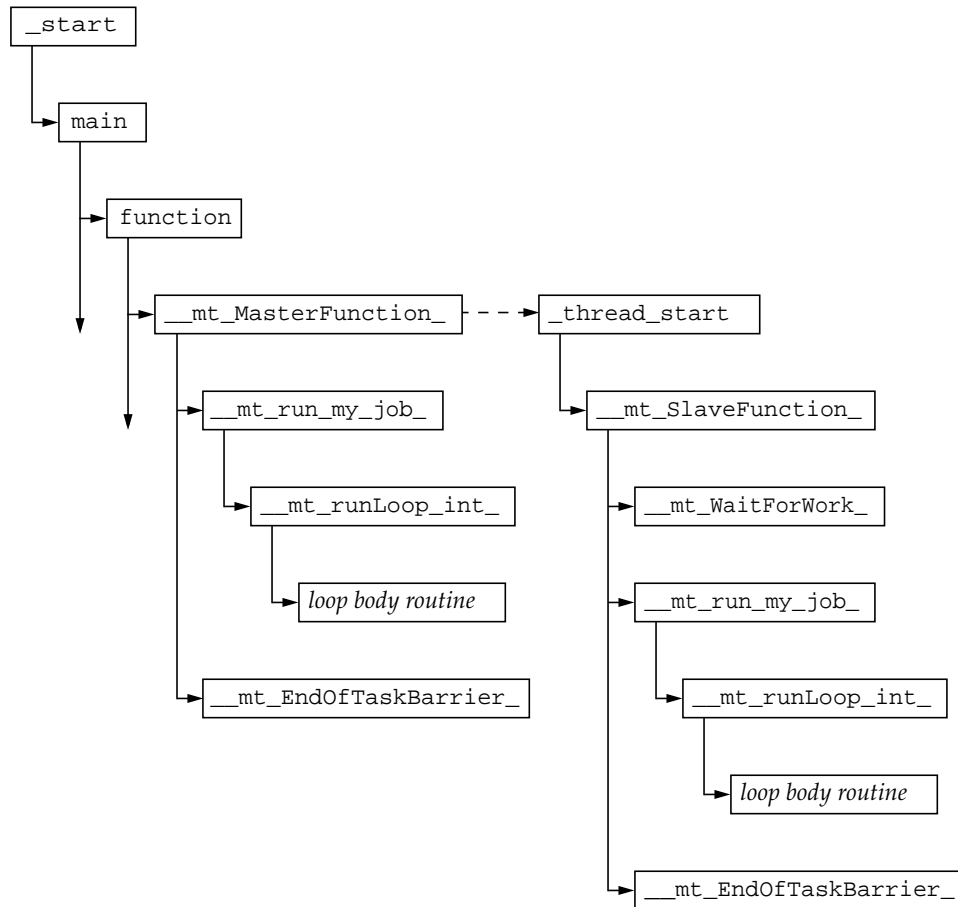 _start
main
function
__mt_MasterFunction_
_thread_start
__mt_run_my_job_
__mt_SlaveFunction_
__mt_runLoop_int_
__mt_WaitForWork_
loop body routine
__mt_run_my_job_
__mt_EndOfTaskBarrier_
__mt_runLoop_int_
loop body routine
__mt_EndOfTaskBarrier_